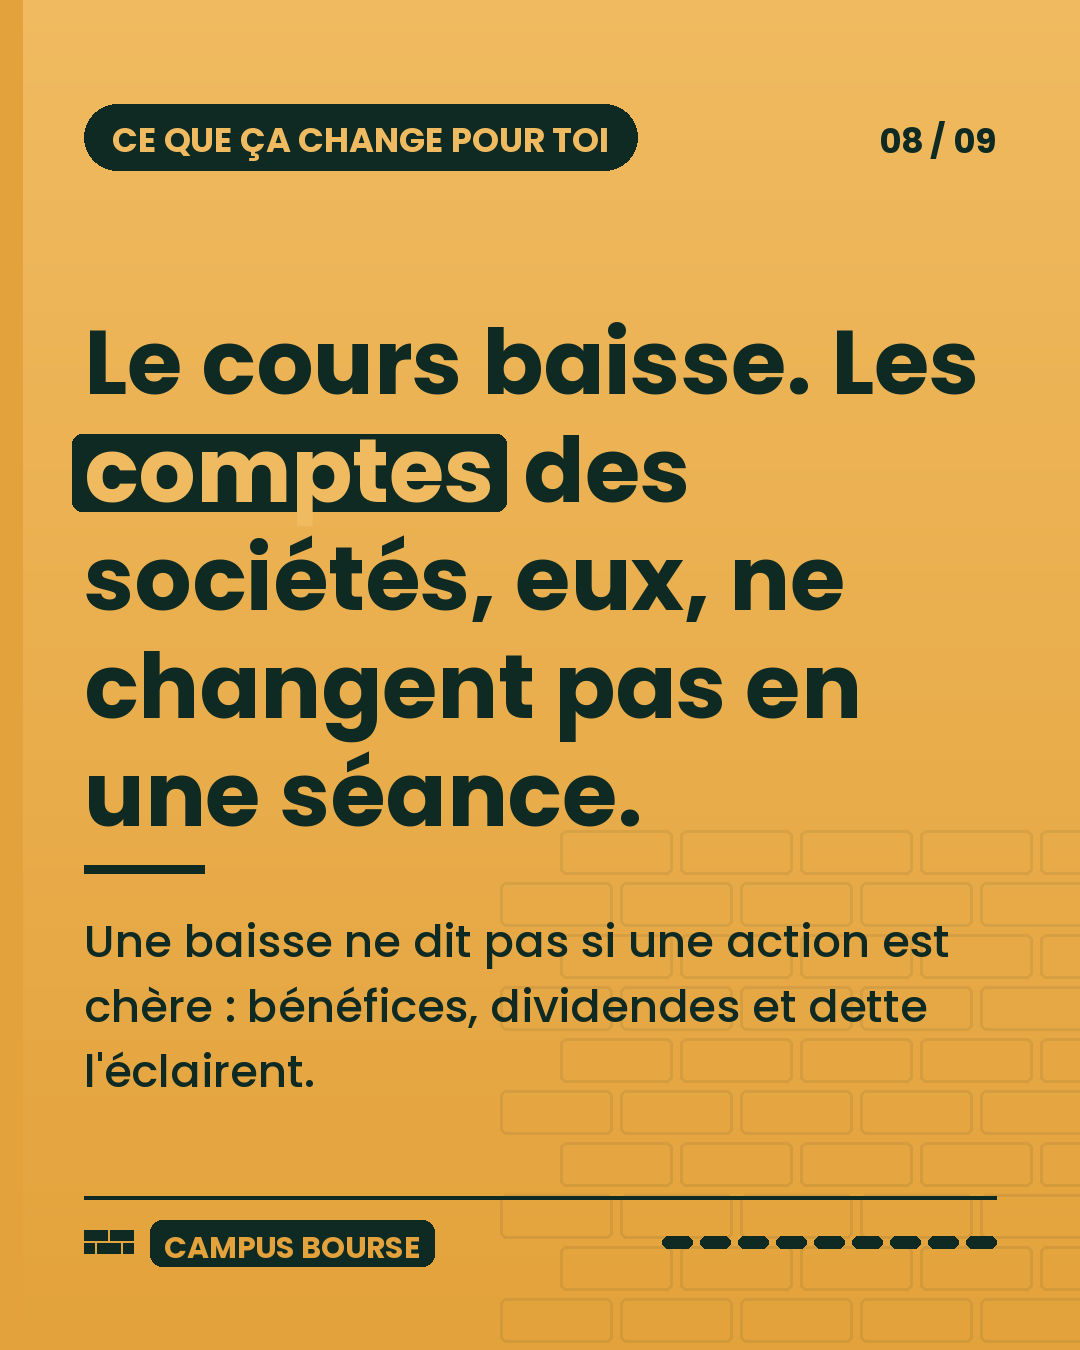 CE QUE ÇA CHANGE POUR TOI
08 / 09
Le cours baisse. Les
comptes des
sociétés, eux, ne
changent pas en
une séance.
Une baisse ne dit pas si une action est
chère : bénéfices, dividendes et dette
l'éclairent.
CAMPUS BOURSE